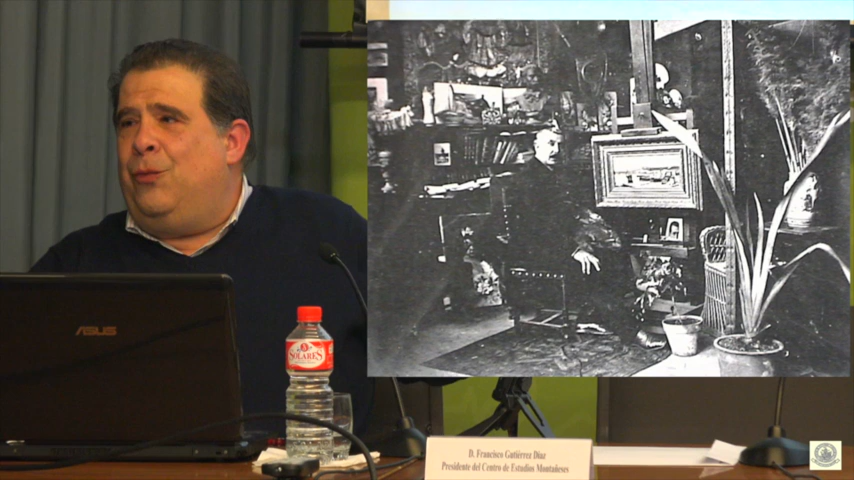 ASUS
SOLARES
D. Francisco Gutiérrez Díaz
Presidente del Centro de Estudios Montañeses